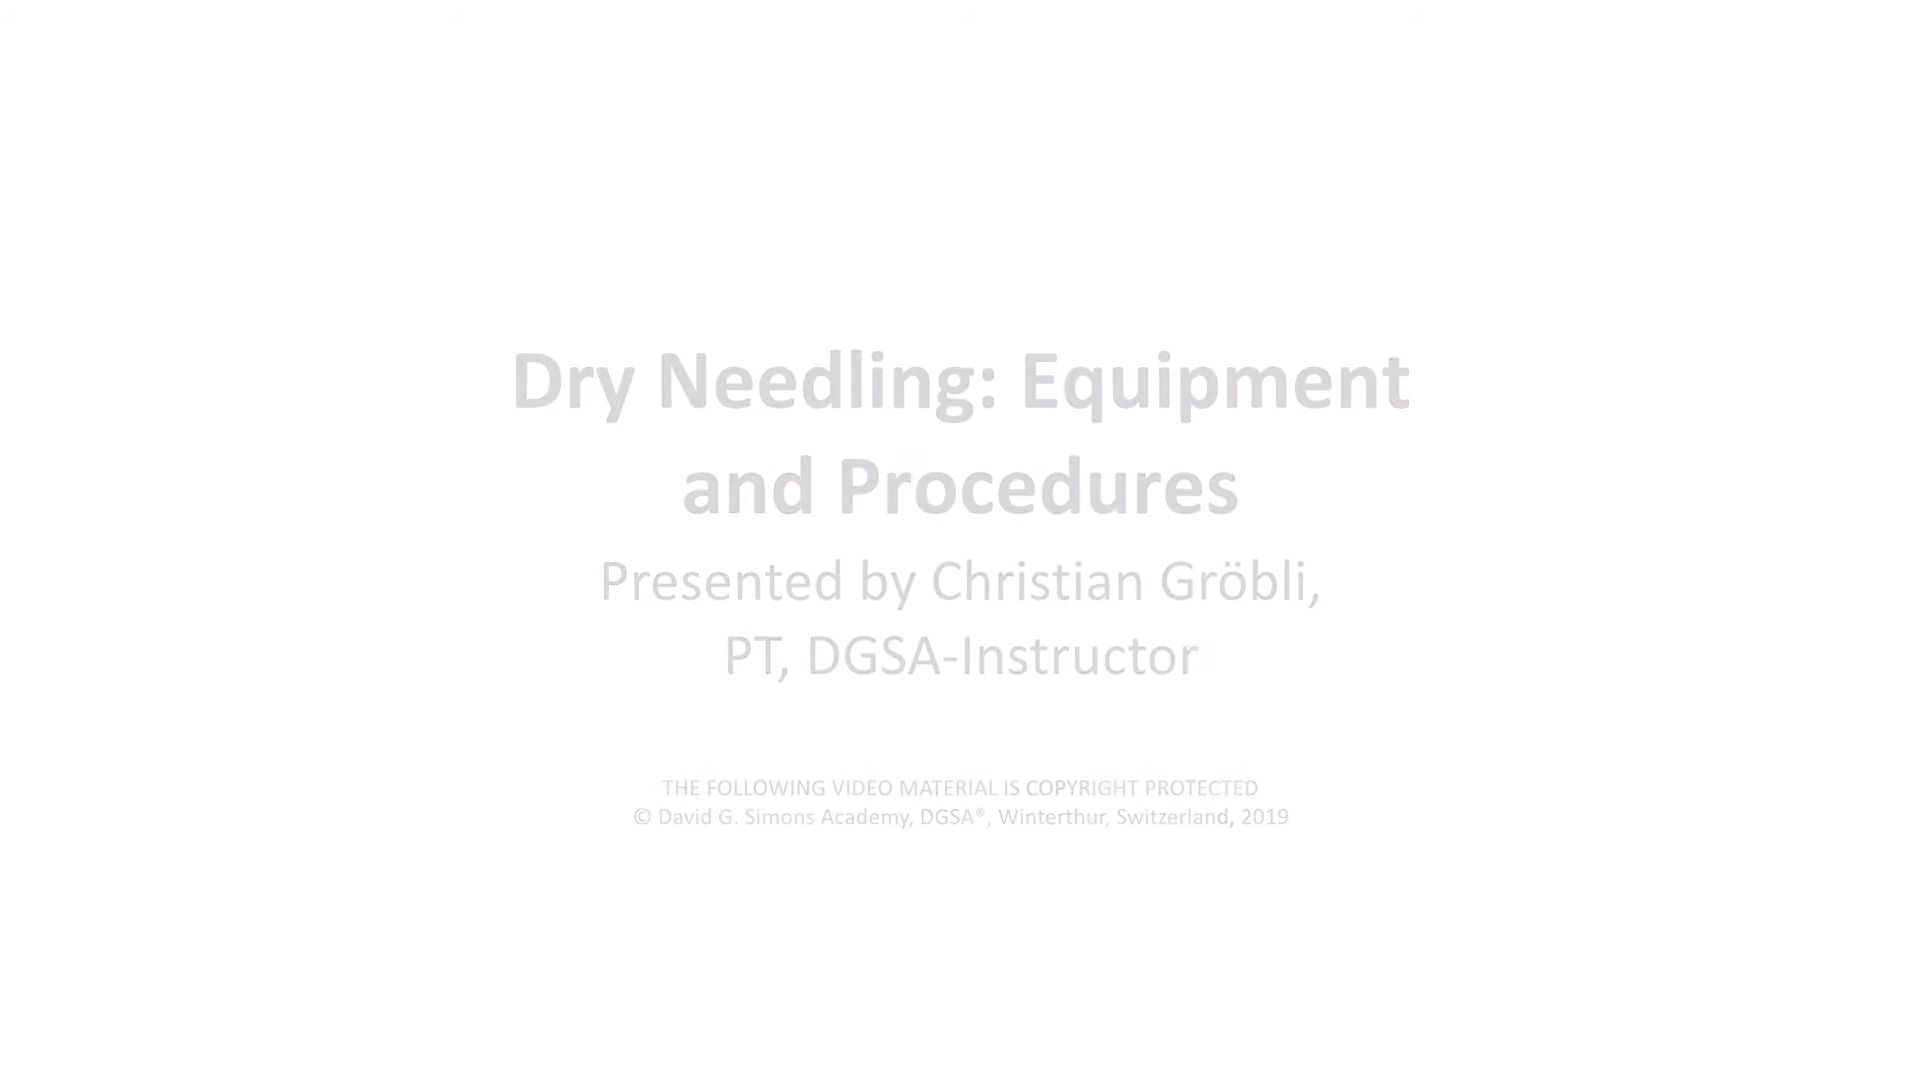 Dry Needling: Equipment
and Procedures
Presented by Christian Gröbli,
PT, DGSA-Instructor
THE FOLLOWING VIDEO MATERIAL IS COPYRIGHT PROTECTED
© David G. Simons Academy, DGSA®, Winterthur, Switzerland, 2019